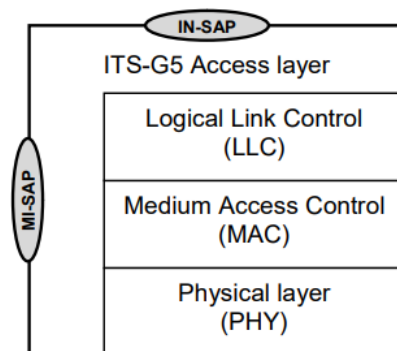 IN-SAP
ITS-G5 Access layer
Logical Link Control
(LLC)
MI-SAP
Medium Access Control
(MAC)
Physical layer
(PHY)